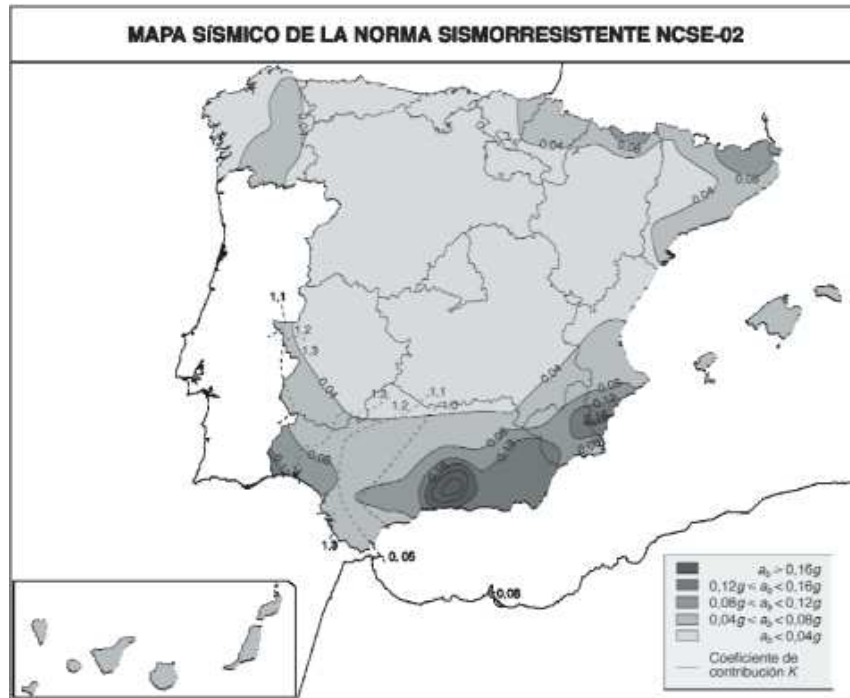 MAPA SÍSMICO DE LA NORMA SISMORRESISTENTE NCSE-02
0,04
0,04
0,08
1,1
1,2
1,3
0,04
1,3
1,2
1,1
1,0
0,04
0,08
0,08
0,12
0,08
1,3
0,05
0,08
a_b > 0,16g
0,12g < a_b < 0,16g
0,08g < a_b < 0,12g
0,04g < a_b < 0,08g
a_b < 0,04g
Coeficiente de
contribución K